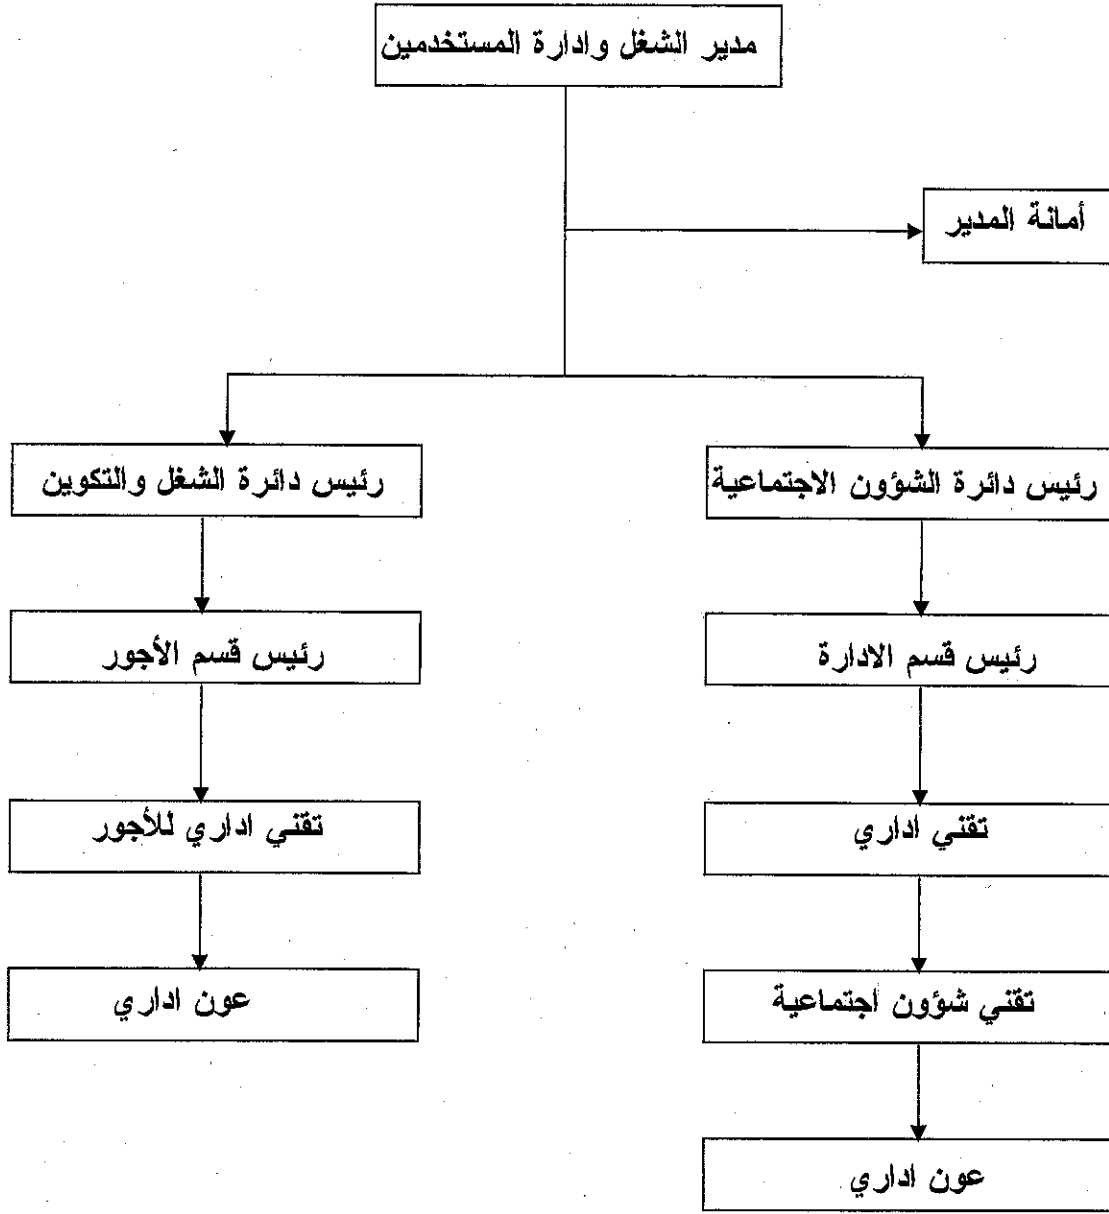 مدير الشغل وادارة المستخدمين
أمانة المدير
رئيس دائرة الشؤون الاجتماعية
رئيس دائرة الشغل والتكوين
رئيس قسم الادارة
رئيس قسم الأجور
تقني اداري
تقني اداري للأجور
تقني شؤون اجتماعية
عون اداري
عون اداري